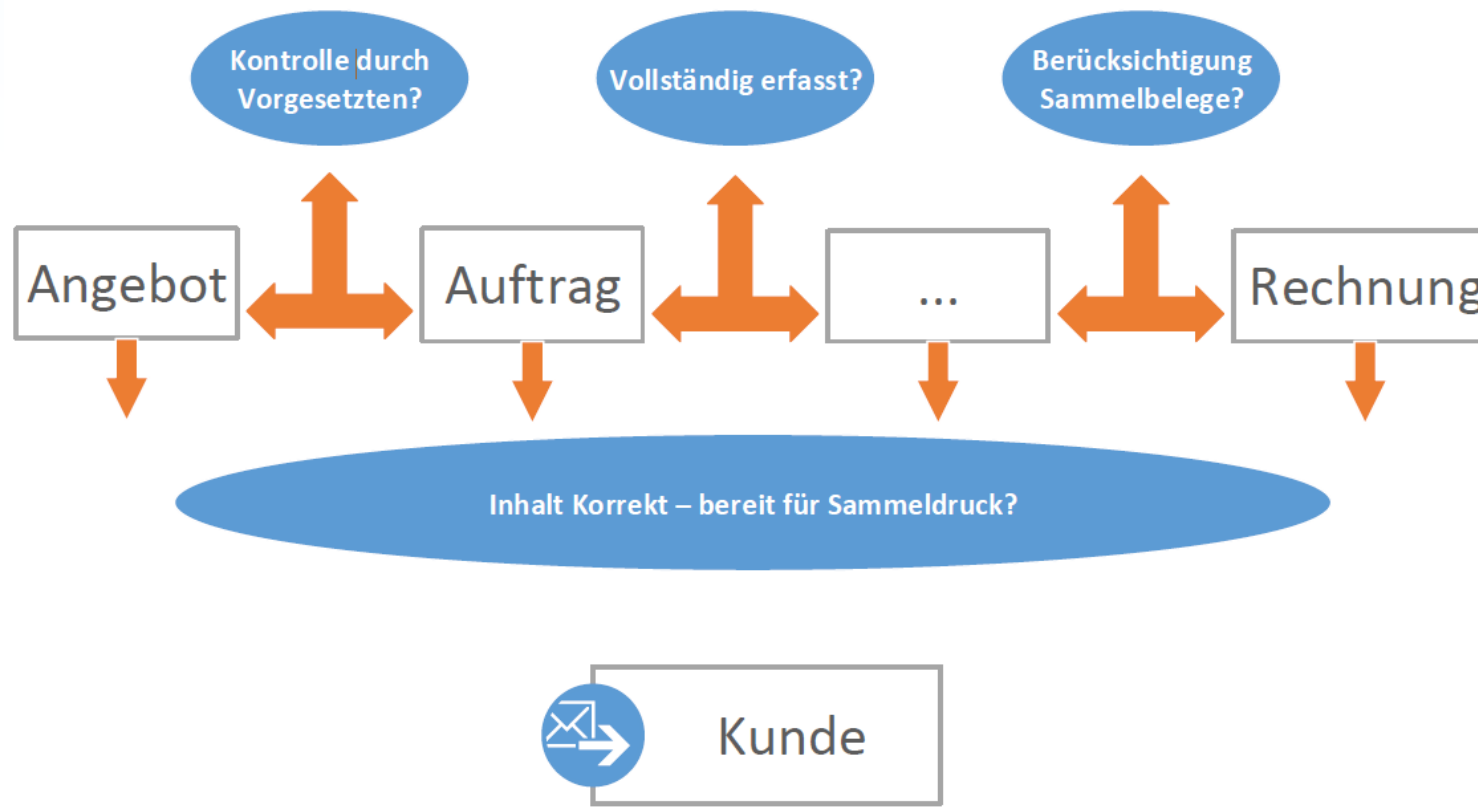 Kontrolle durch
Vorgesetzten?
Vollständig erfasst?
Berücksichtigung
Sammelbelege?
Angebot
Auftrag
...
Rechnung
Inhalt Korrekt – bereit für Sammeldruck?
Kunde